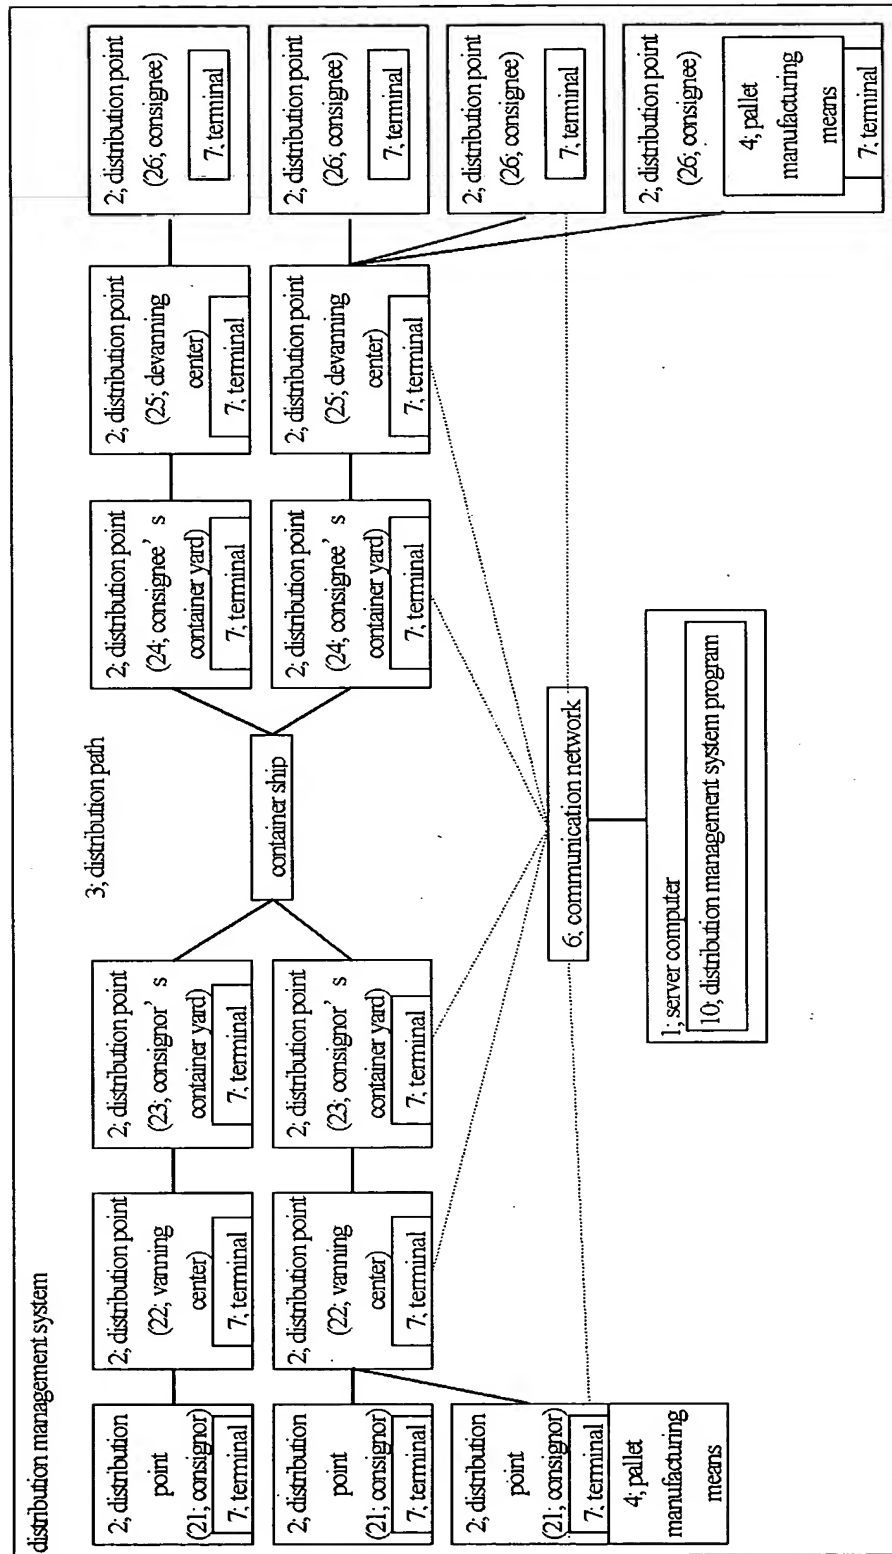 distribution management system
3; distribution path
2; distribution
point
(21; consignor)
7; terminal
2; distribution point
(22; vanning
center)
7; terminal
2; distribution point
(23; consignor's
container yard)
7; terminal
container ship
2; distribution point
(24; consignee's
container yard)
7; terminal
2; distribution point
(25; devanning
center)
7; terminal
2; distribution point
(26; consignee)
7; terminal
2; distribution
point
(21; consignor)
7; terminal
2; distribution point
(22; vanning
center)
7; terminal
2; distribution point
(23; consignor's
container yard)
7; terminal
2; distribution point
(24; consignee's
container yard)
7; terminal
2; distribution point
(25; devanning
center)
7; terminal
2; distribution point
(26; consignee)
7; terminal
2; distribution
point
(21; consignor)
7; terminal
4; pallet
manufacturing
means
2; distribution point
(26; consignee)
7; terminal
6; communication network
2; distribution point
(26; consignee)
4; pallet
manufacturing
means
7; terminal
1; server computer
10; distribution management system program